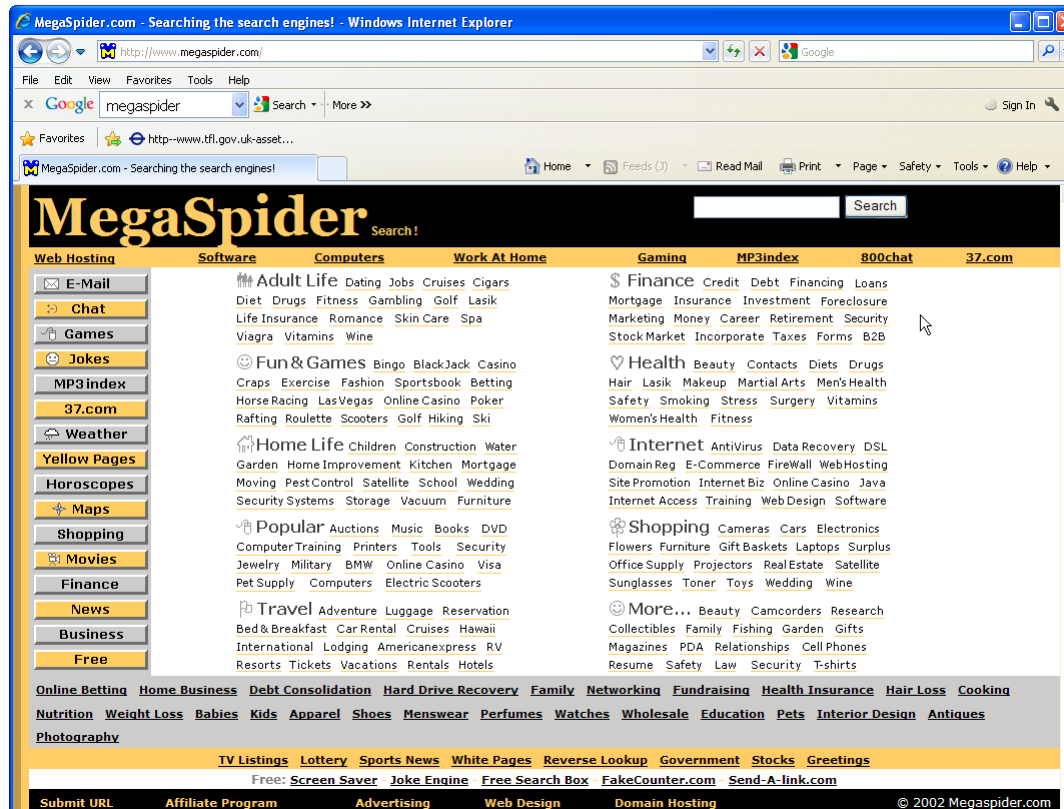 MegaSpider.com - Searching the search engines! - Windows Internet Explorer
http://www.megaspider.com/
Google
File Edit View Favorites Tools Help
x Google megaspider Search More >> Sign In
Favorites http--www.tfl.gov.uk-asset...
MegaSpider.com - Searching the search engines! Home Feeds (J) Read Mail Print Page Safety Tools Help
MegaSpider Search! Search
Web Hosting Software Computers Work At Home Gaming MP3index 800chat 37.com
E-Mail
Chat
Games
Jokes
MP3index
37.com
Weather
Yellow Pages
Horoscopes
Maps
Shopping
Movies
Finance
News
Business
Free
Adult Life Dating Jobs Cruises Cigars
Diet Drugs Fitness Gambling Golf Lasik
Life Insurance Romance Skin Care Spa
Viagra Vitamins Wine
Fun & Games Bingo BlackJack Casino
Craps Exercise Fashion Sportsbook Betting
Horse Racing LasVegas Online Casino Poker
Rafting Roulette Scooters Golf Hiking Ski
Home Life Children Construction Water
Garden Home Improvement Kitchen Mortgage
Moving Pest Control Satellite School Wedding
Security Systems Storage Vacuum Furniture
Popular Auctions Music Books DVD
Computer Training Printers Tools Security
Jewelry Military BMW Online Casino Visa
Pet Supply Computers Electric Scooters
Travel Adventure Luggage Reservation
Bed & Breakfast Car Rental Cruises Hawaii
International Lodging Americanexpress RV
Resorts Tickets Vacations Rentals Hotels
$ Finance Credit Debt Financing Loans
Mortgage Insurance Investment Foreclosure
Marketing Money Career Retirement Security
Stock Market Incorporate Taxes Forms B2B
Health Beauty Contacts Diets Drugs
Hair Lasik Makeup Martial Arts Men's Health
Safety Smoking Stress Surgery Vitamins
Women's Health Fitness
Internet AntiVirus Data Recovery DSL
Domain Reg E-Commerce FireWall WebHosting
Site Promotion Internet Biz Online Casino Java
Internet Access Training Web Design Software
Shopping Cameras Cars Electronics
Flowers Furniture Gift Baskets Laptops Surplus
Office Supply Projectors Real Estate Satellite
Sunglasses Toner Toys Wedding Wine
More... Beauty Camcorders Research
Collectibles Family Fishing Garden Gifts
Magazines PDA Relationships Cell Phones
Resume Safety Law Security T-shirts
Online Betting Home Business Debt Consolidation Hard Drive Recovery Family Networking Fundraising Health Insurance Hair Loss Cooking
Nutrition Weight Loss Babies Kids Apparel Shoes Menswear Perfumes Watches Wholesale Education Pets Interior Design Antiques
Photography
TV Listings Lottery Sports News White Pages Reverse Lookup Government Stocks Greetings
Free: Screen Saver - Joke Engine - Free Search Box - FakeCounter.com - Send-A-link.com
Submit URL Affiliate Program Advertising Web Design Domain Hosting © 2002 Megaspider.com